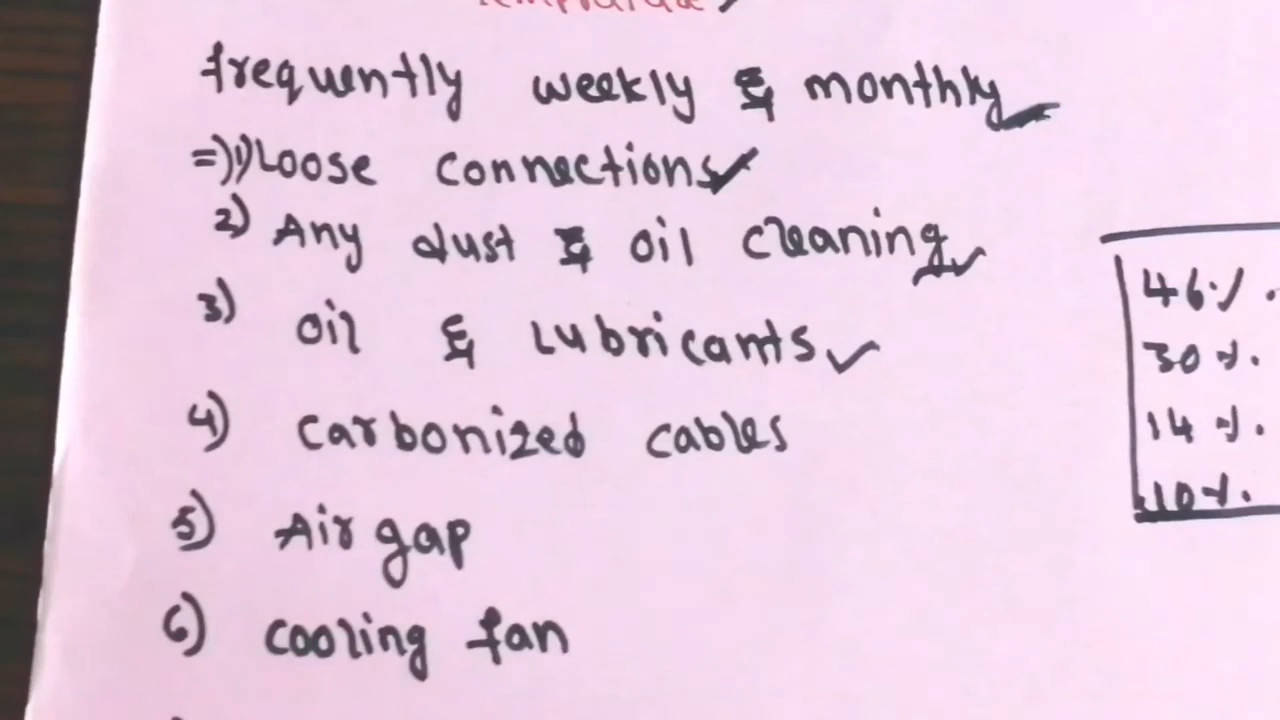 frequently weekly & monthly
=> 1) Loose connections
2) Any dust & oil cleaning
3) oil & Lubricants
4) carbonized cables
5) Air gap
6) cooling fan
46%
30%.
14%.
10%.